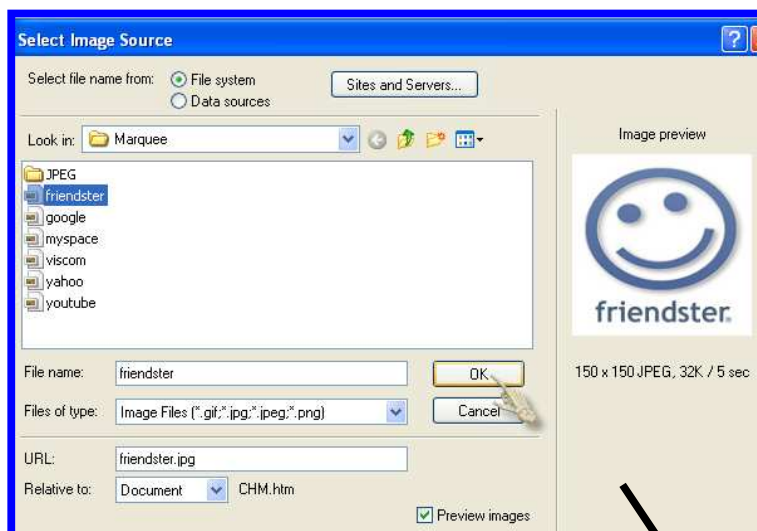 Select Image Source
?
Select file name from: File system Sites and Servers...
Data sources
Look in: Marquee
Image preview
JPEG
friendster
google
myspace
viscom
yahoo
youtube
friendster.
File name: friendster OK
150 x 150 JPEG, 32K / 5 sec
Files of type: Image Files (*.gif;*.jpg;*.jpeg;*.png) Cancel
URL: friendster.jpg
Relative to: Document CHM.htm
Preview images